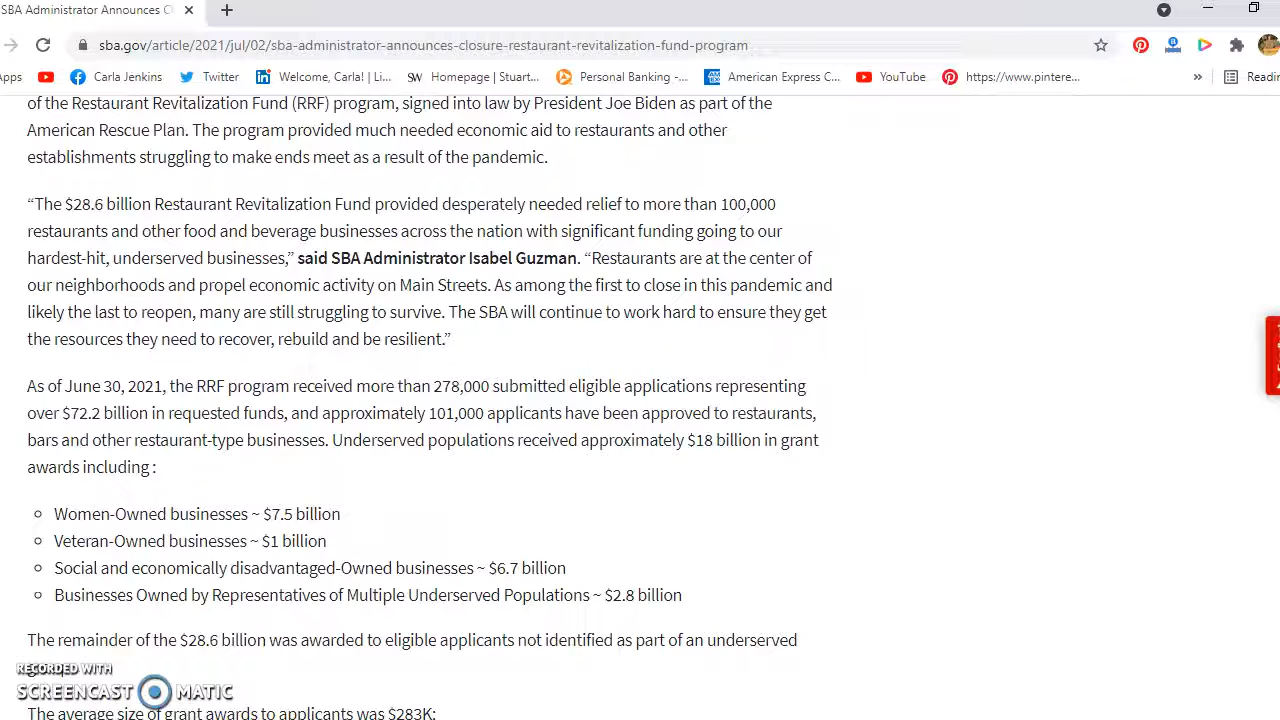 SBA Administrator Announces C
sba.gov/article/2021/jul/02/sba-administrator-announces-closure-restaurant-revitalization-fund-program
Apps Carla Jenkins Twitter Welcome, Carla! | Li... SW Homepage | Stuart... Personal Banking -... AM EX American Express C... YouTube https://www.pintere... » Readin
of the Restaurant Revitalization Fund (RRF) program, signed into law by President Joe Biden as part of the
American Rescue Plan. The program provided much needed economic aid to restaurants and other
establishments struggling to make ends meet as a result of the pandemic.
“The $28.6 billion Restaurant Revitalization Fund provided desperately needed relief to more than 100,000
restaurants and other food and beverage businesses across the nation with significant funding going to our
hardest-hit, underserved businesses,” said SBA Administrator Isabel Guzman. “Restaurants are at the center of
our neighborhoods and propel economic activity on Main Streets. As among the first to close in this pandemic and
likely the last to reopen, many are still struggling to survive. The SBA will continue to work hard to ensure they get
the resources they need to recover, rebuild and be resilient.”
As of June 30, 2021, the RRF program received more than 278,000 submitted eligible applications representing
over $72.2 billion in requested funds, and approximately 101,000 applicants have been approved to restaurants,
bars and other restaurant-type businesses. Underserved populations received approximately $18 billion in grant
awards including :
Women-Owned businesses ~ $7.5 billion
Veteran-Owned businesses ~ $1 billion
Social and economically disadvantaged-Owned businesses ~ $6.7 billion
Businesses Owned by Representatives of Multiple Underserved Populations ~ $2.8 billion
The remainder of the $28.6 billion was awarded to eligible applicants not identified as part of an underserved
RECORDED WITH
SCREENCAST MATIC
The average size of grant awards to applicants was $283K: